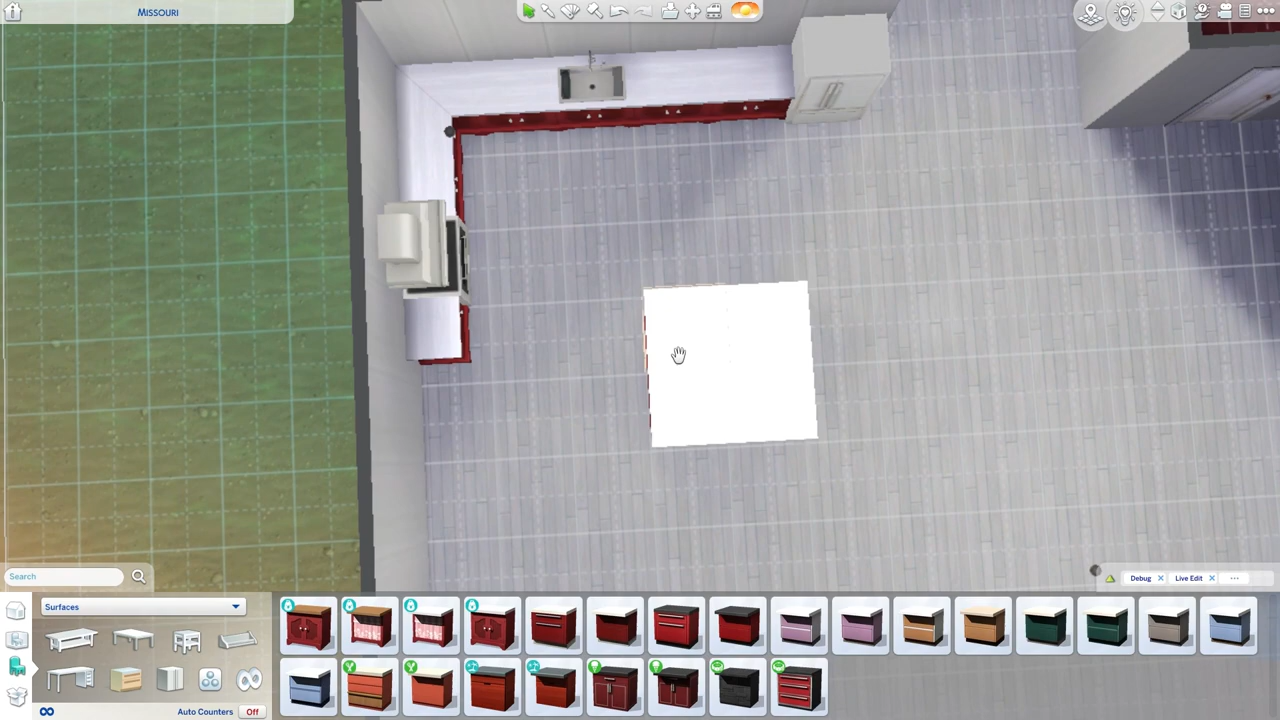 Missouri
Search
Debug
Live Edit
Surfaces
Auto Counters
Off